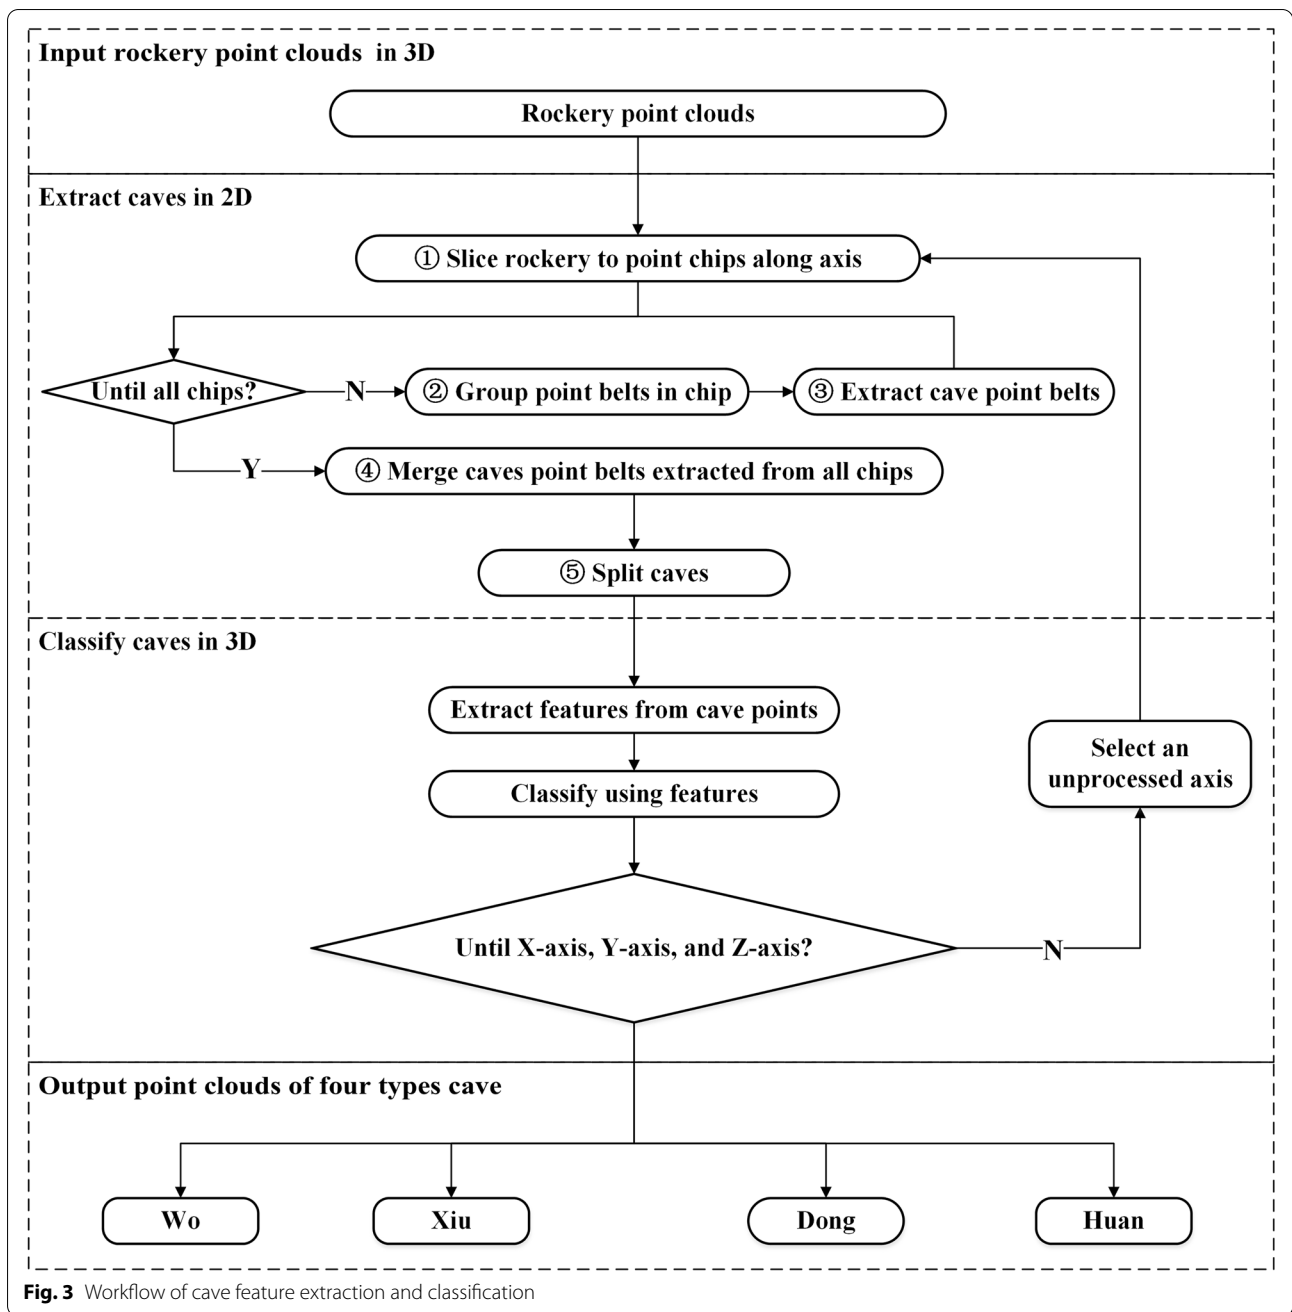 Input rockery point clouds in 3D
Rockery point clouds
Extract caves in 2D
① Slice rockery to point chips along axis
Until all chips?
N
② Group point belts in chip
③ Extract cave point belts
Y
④ Merge caves point belts extracted from all chips
⑤ Split caves
Classify caves in 3D
Extract features from cave points
Select an
unprocessed axis
Classify using features
Until X-axis, Y-axis, and Z-axis?
N
Output point clouds of four types cave
Wo
Xiu
Dong
Huan
Fig. 3 Workflow of cave feature extraction and classification